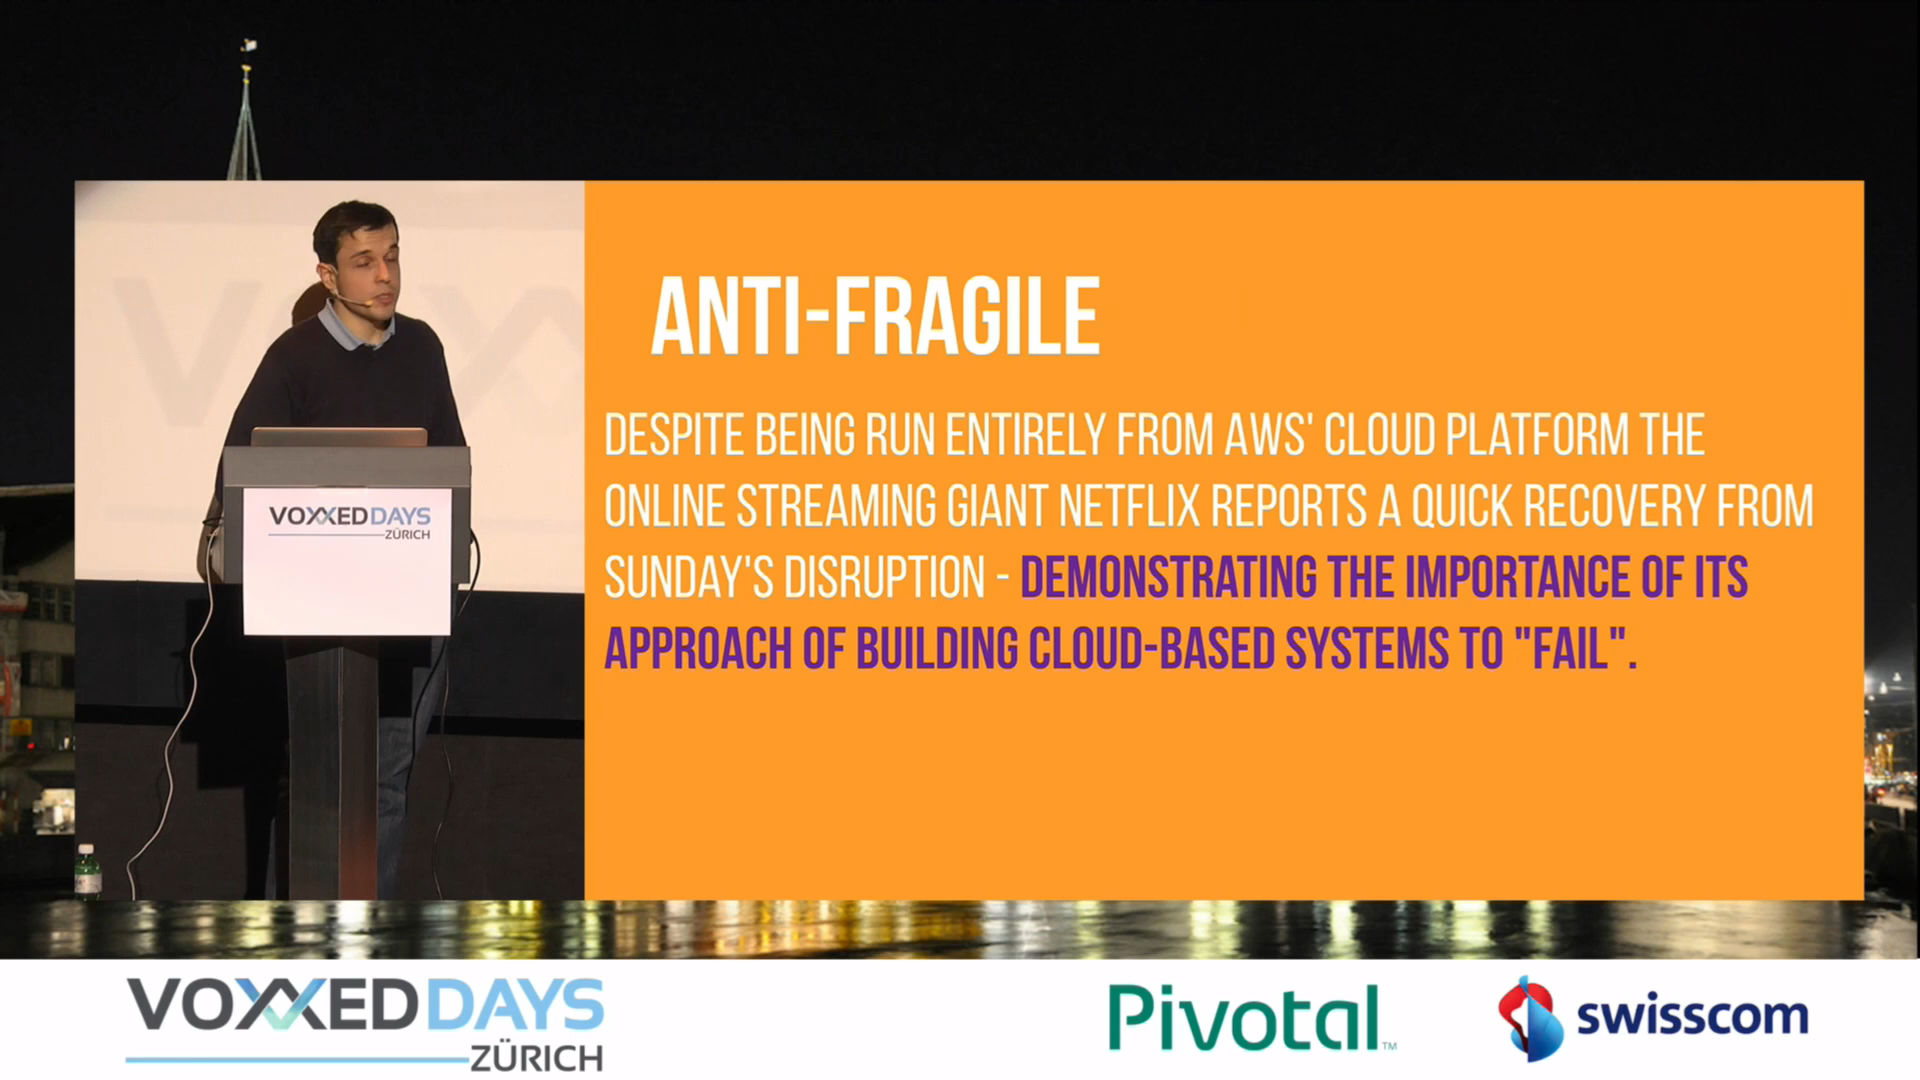 ANTI-FRAGILE
DESPITE BEING RUN ENTIRELY FROM AWS' CLOUD PLATFORM THE
ONLINE STREAMING GIANT NETFLIX REPORTS A QUICK RECOVERY FROM
SUNDAY'S DISRUPTION - DEMONSTRATING THE IMPORTANCE OF ITS
APPROACH OF BUILDING CLOUD-BASED SYSTEMS TO "FAIL".
VOXXED DAYS
ZÜRICH
VOXXED DAYS
ZÜRICH
Pivotal™
swisscom